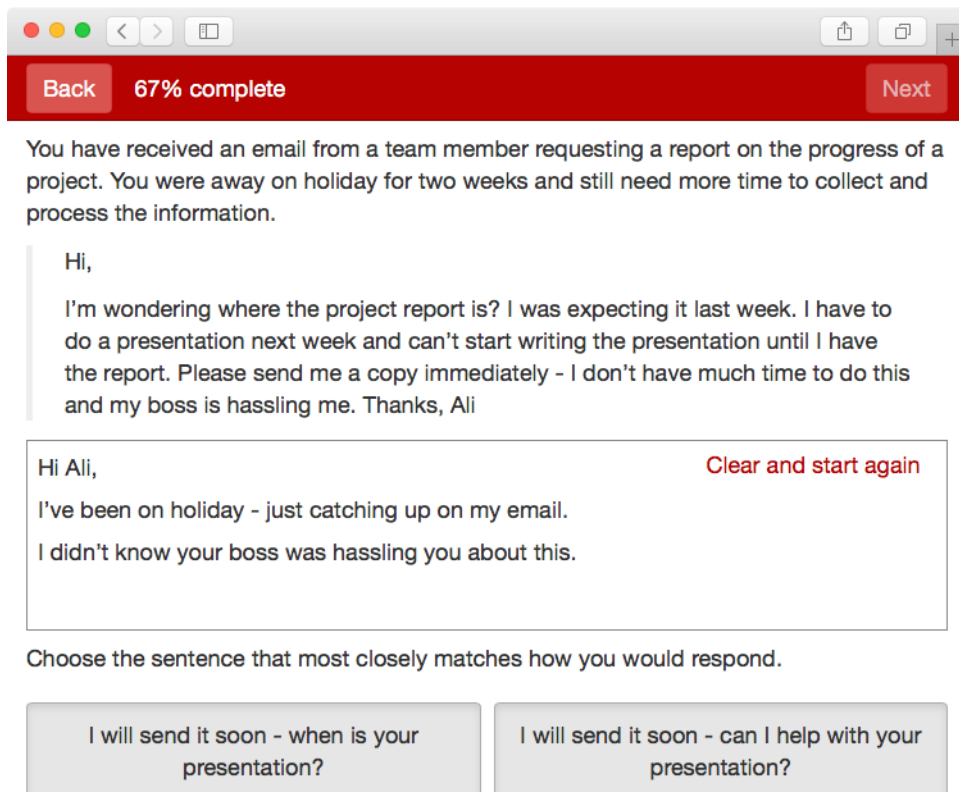 Back 67% complete Next
You have received an email from a team member requesting a report on the progress of a
project. You were away on holiday for two weeks and still need more time to collect and
process the information.
Hi,
I’m wondering where the project report is? I was expecting it last week. I have to
do a presentation next week and can’t start writing the presentation until I have
the report. Please send me a copy immediately - I don’t have much time to do this
and my boss is hassling me. Thanks, Ali
Hi Ali,
Clear and start again
I’ve been on holiday - just catching up on my email.
I didn’t know your boss was hassling you about this.
Choose the sentence that most closely matches how you would respond.
I will send it soon - when is your
presentation?
I will send it soon - can I help with your
presentation?